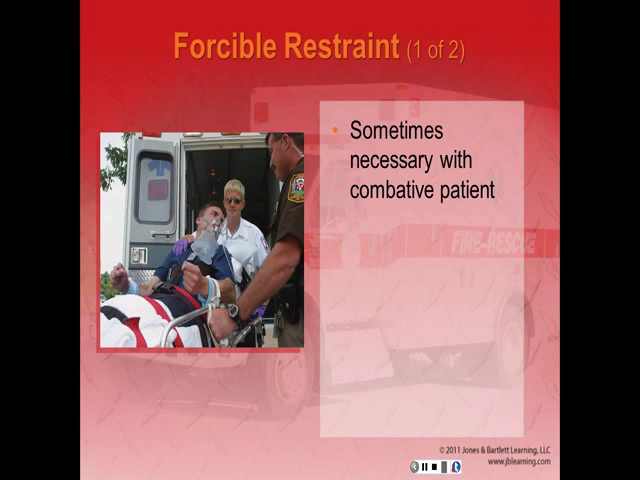 Forcible Restraint (1 of 2)
• Sometimes
necessary with
combative patient
FIRE-RESCUE
© 2011 Jones & Bartlett Learning, LLC
www.jblearning.com